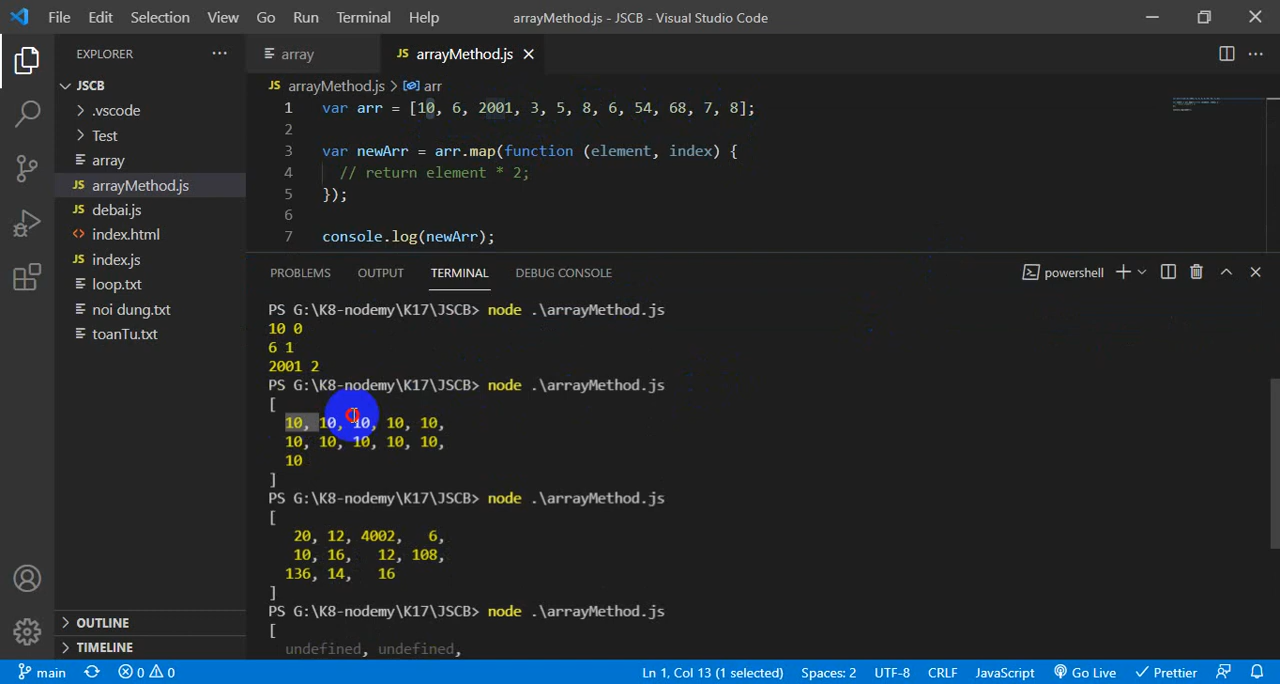 File Edit Selection View Go Run Terminal Help arrayMethod.js - JSCB - Visual Studio Code
EXPLORER
JSCB
.vscode
Test
array
JS arrayMethod.js
JS debai.js
<> index.html
JS index.js
loop.txt
noi dung.txt
toanTu.txt
OUTLINE
TIMELINE
array JS arrayMethod.js
JS arrayMethod.js > arr
1 var arr = [10, 6, 2001, 3, 5, 8, 6, 54, 68, 7, 8];
2
3 var newArr = arr.map(function (element, index) {
4 // return element * 2;
5 });
6
7 console.log(newArr);
PROBLEMS OUTPUT TERMINAL DEBUG CONSOLE powershell
PS G:\K8-nodemy\K17\JSCB> node .\arrayMethod.js
10 0
6 1
2001 2
PS G:\K8-nodemy\K17\JSCB> node .\arrayMethod.js
[
10, 10, 10, 10, 10,
10, 10, 10, 10, 10,
10
]
PS G:\K8-nodemy\K17\JSCB> node .\arrayMethod.js
[
20, 12, 4002, 6,
10, 16, 12, 108,
136, 14, 16
]
PS G:\K8-nodemy\K17\JSCB> node .\arrayMethod.js
[
undefined, undefined,
main 0 0 Ln 1, Col 13 (1 selected) Spaces: 2 UTF-8 CRLF JavaScript Go Live Prettier